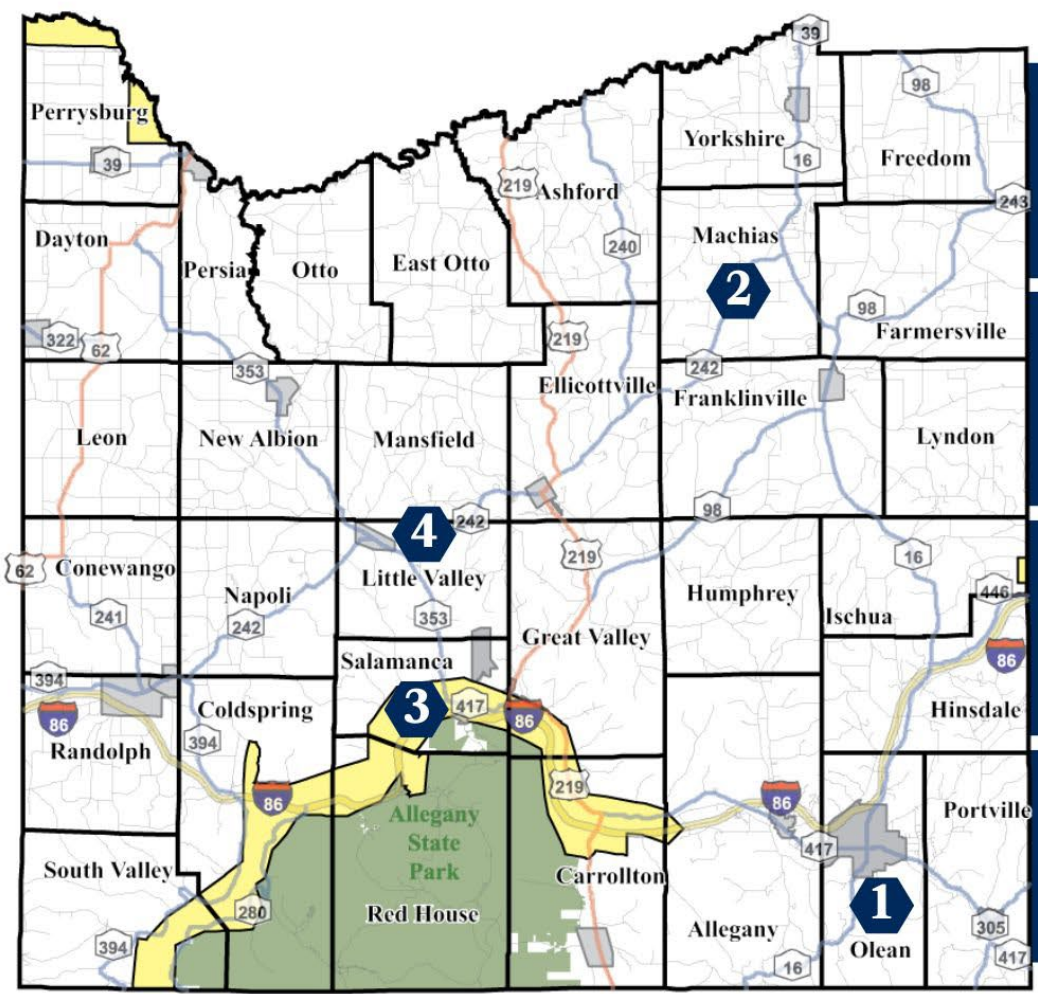 39
98
Perrysburg
Yorkshire
16
Freedom
39
219
Ashford
243
Dayton
Machias
240
Persia
Otto
East Otto
2
98
Farmersville
322
62
219
353
242
Ellicottville
Franklinville
Leon
New Albion
Mansfield
Lyndon
98
4
242
219
16
62
Conewango
Little Valley
Napoli
Humphrey
446
241
242
353
Ischua
Great Valley
86
Salamanca
394
3
417
86
Coldspring
Hinsdale
86
Randolph
394
219
86
86
Allegany
State
Park
Portville
417
South Valley
Carrollton
1
280
Red House
305
Allegany
394
Olean
417
16